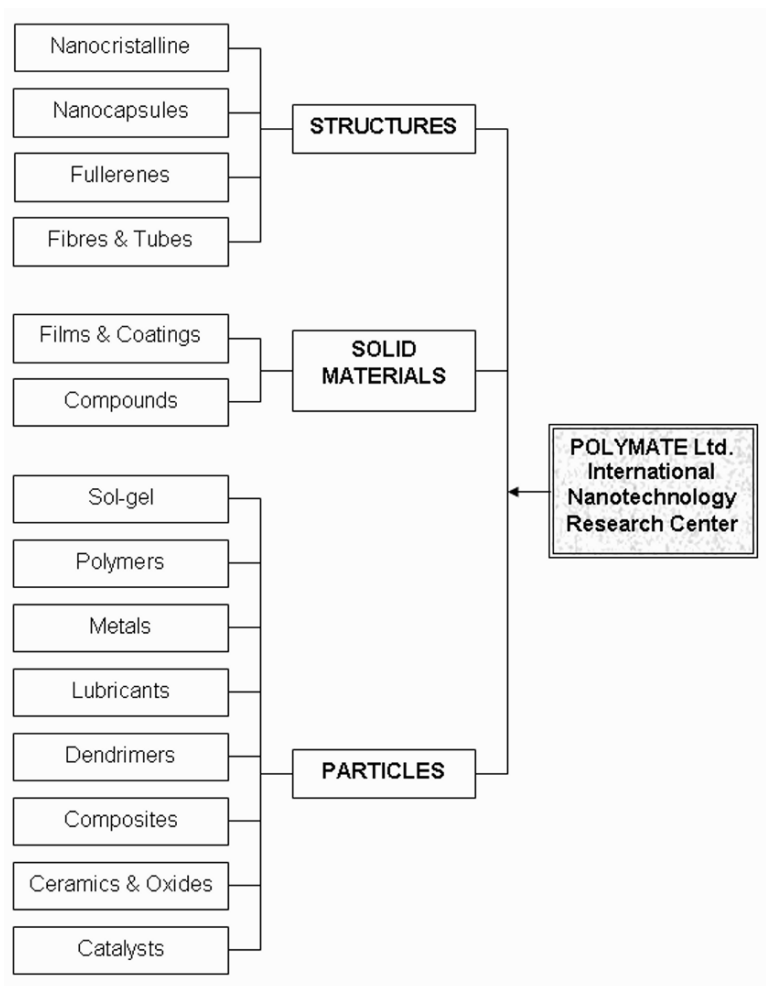 Nanocristalline
Nanocapsules
Fullerenes
Fibres & Tubes
STRUCTURES
Films & Coatings
Compounds
SOLID
MATERIALS
Sol-gel
Polymers
Metals
Lubricants
Dendrimers
Composites
Ceramics & Oxides
Catalysts
PARTICLES
POLYMATE Ltd.
International
Nanotechnology
Research Center